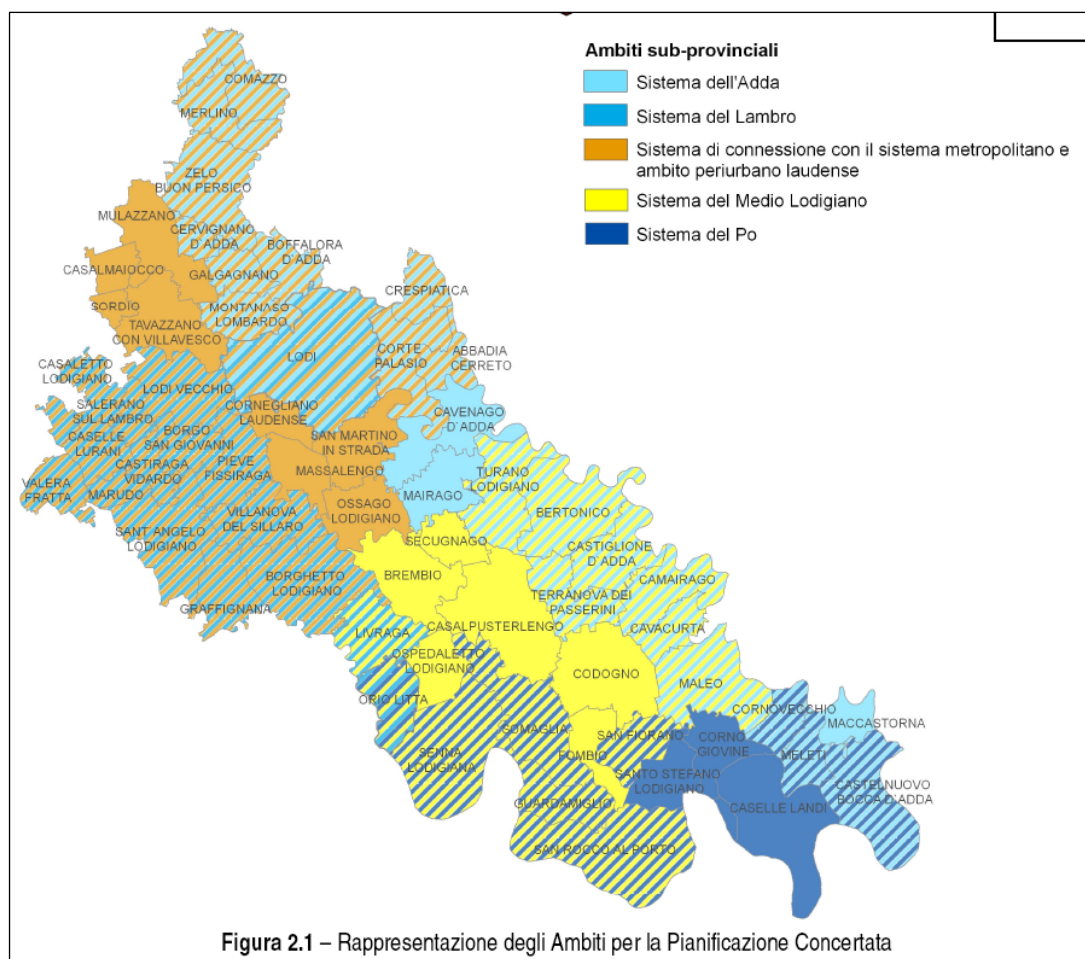 Ambiti sub-provinciali
Sistema dell'Adda
Sistema del Lambro
Sistema di connessione con il sistema metropolitano e
ambito periurbano laudense
Sistema del Medio Lodigiano
Sistema del Po
COMAZZO
MERLINO
ZELO
BUON PERSICO
MULAZZANO
CERVIGNANO
D'ADDA
BOFFALORA
D'ADDA
CASALMAIOCCO
GALGAGNANO
CRESPIATICA
SORDIO
MONTANASO
LOMBARDO
TAVAZZANO
CON VILLAVESCO
LODI
CORTE
PALASIO
ABBADIA
CERRETO
CASALETTO
LODIGIANO
LODI VECCHIO
SALERANO
SUL LAMBRO
CORNEGLIANO
LAUDENSE
CAVENAGO
D'ADDA
CASELLE
LURANI
BORGO
SAN GIOVANNI
SAN MARTINO
IN STRADA
CASTIRAGA
VIDARDO
PIEVE
FISSIRAGA
MASSALENGO
TURANO
LODIGIANO
VALERA
FRATTA
MARUDO
MAIRAGO
OSSAGO
LODIGIANO
BERTONICO
SANT'ANGELO
LODIGIANO
VILLANOVA
DEL SILLARO
SECUGNAGO
CASTIGLIONE
D'ADDA
BREMBIO
CAMAIRAGO
BORGHETTO
LODIGIANO
TERRANOVA DEI
PASSERINI
GRAFFIGNANA
LIVRAGA
CASALPUSTERLENGO
CAVACURTA
OSPEDALETTO
LODIGIANO
CODOGNO
MALEO
ORIO LITTA
CORNOVECCHIO
MACCASTORNA
SOMAGLIA
SAN FIORANO
CORNO
GIOVINE
SENNA
LODIGIANA
FOMBIO
MELETI
SANTO STEFANO
LODIGIANO
CASTELNUOVO
BOCCA D'ADDA
GUARDAMIGLIO
CASELLE LANDI
SAN ROCCO AL PORTO
Figura 2.1 – Rappresentazione degli Ambiti per la Pianificazione Concertata